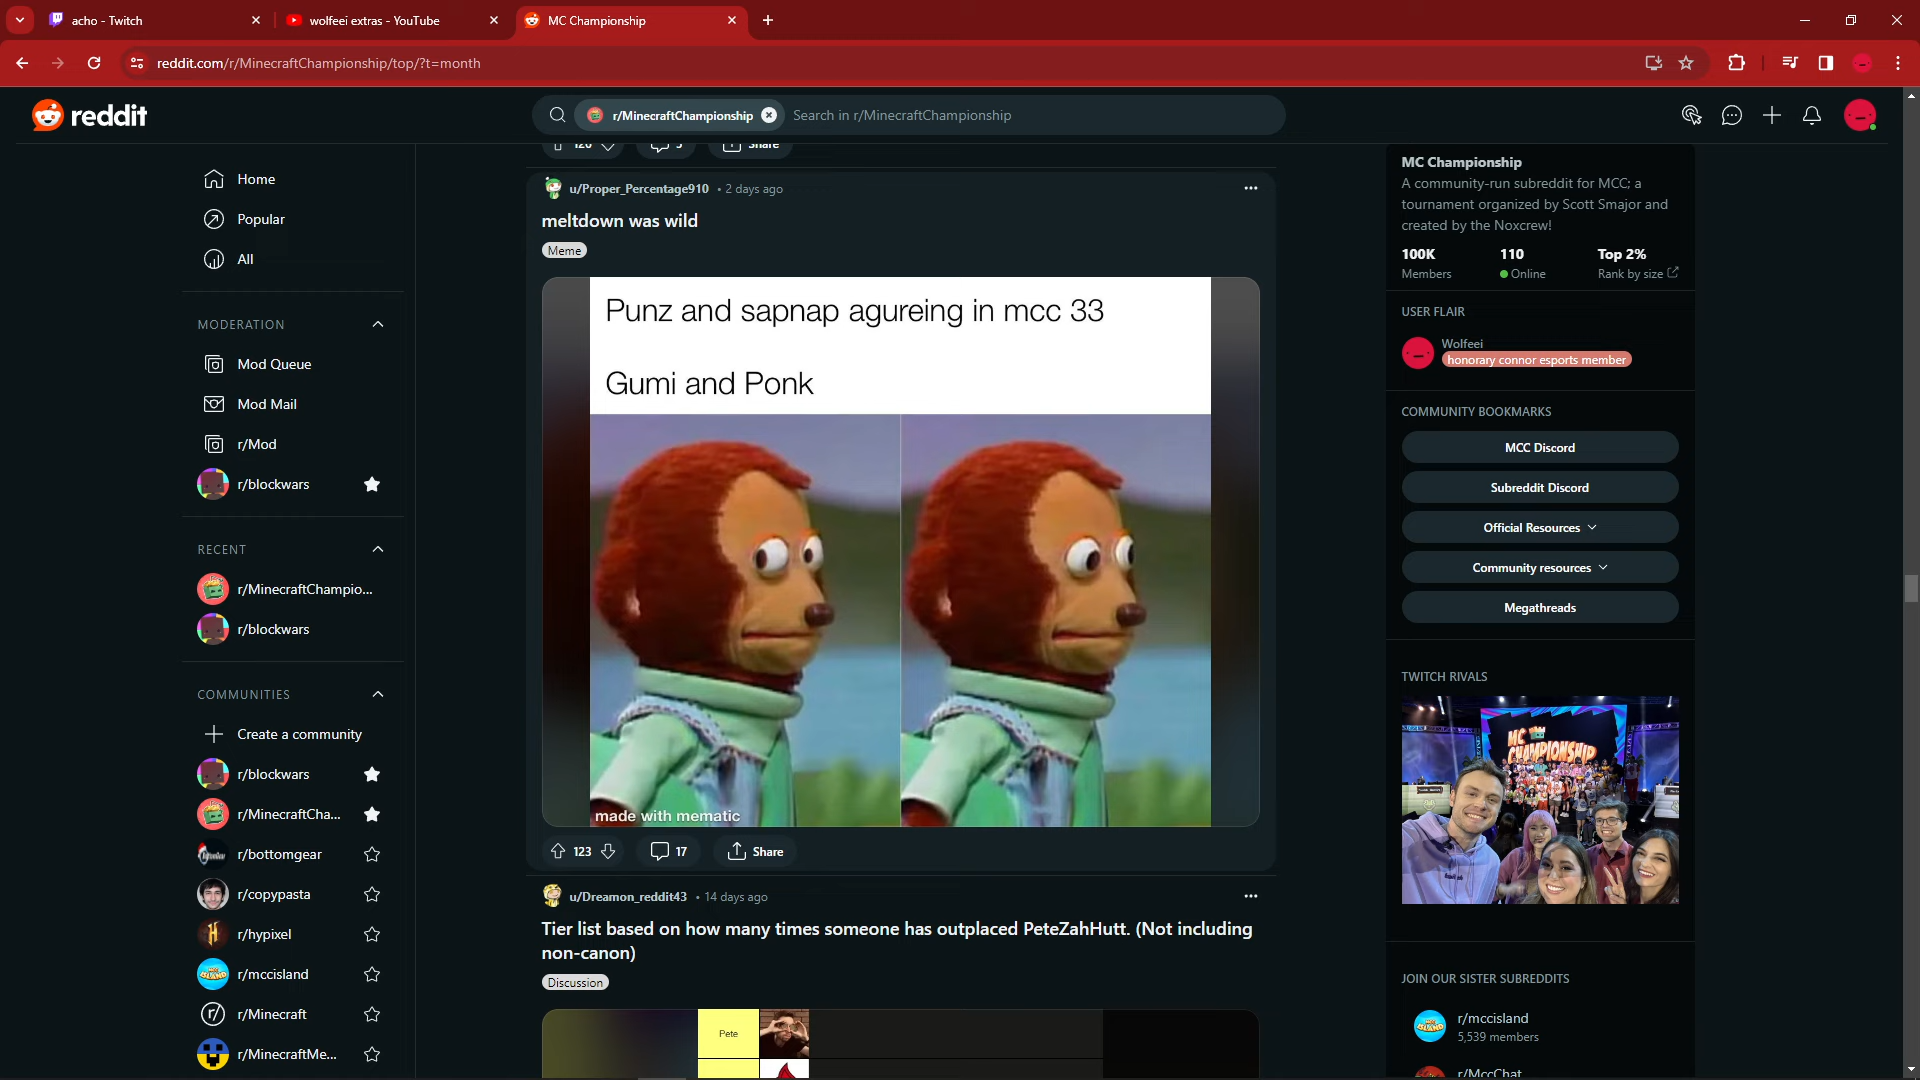 acho - Twitch
wolfeei extras - YouTube
MC Championship
reddit.com/r/MinecraftChampionship/top/?t=month
reddit
r/MinecraftChampionship
Search in r/MinecraftChampionship
Home
Popular
All
MODERATION
Mod Queue
Mod Mail
r/Mod
r/blockwars
RECENT
r/MinecraftChampio...
r/blockwars
COMMUNITIES
Create a community
r/blockwars
r/MinecraftCha...
r/bottomgear
r/copypasta
r/hypixel
r/mccisland
r/Minecraft
r/MinecraftMe...
120
5
Share
u/Proper_Percentage910 • 2 days ago
meltdown was wild
Meme
Punz and sapnap agureing in mcc 33
Gumi and Ponk
made with mematic
123
17
Share
u/Dreamon_reddit43 • 14 days ago
Tier list based on how many times someone has outplaced PeteZahHutt. (Not including
non-canon)
Discussion
Pete
MC Championship
A community-run subreddit for MCC; a
tournament organized by Scott Smajor and
created by the Noxcrew!
100K 110 Top 2%
Members Online Rank by size
USER FLAIR
Wolfeei
honorary connor esports member
COMMUNITY BOOKMARKS
MCC Discord
Subreddit Discord
Official Resources
Community resources
Megathreads
TWITCH RIVALS
MC
CHAMPIONSHIP
JOIN OUR SISTER SUBREDDITS
r/mccisland
5,539 members
r/MccChat